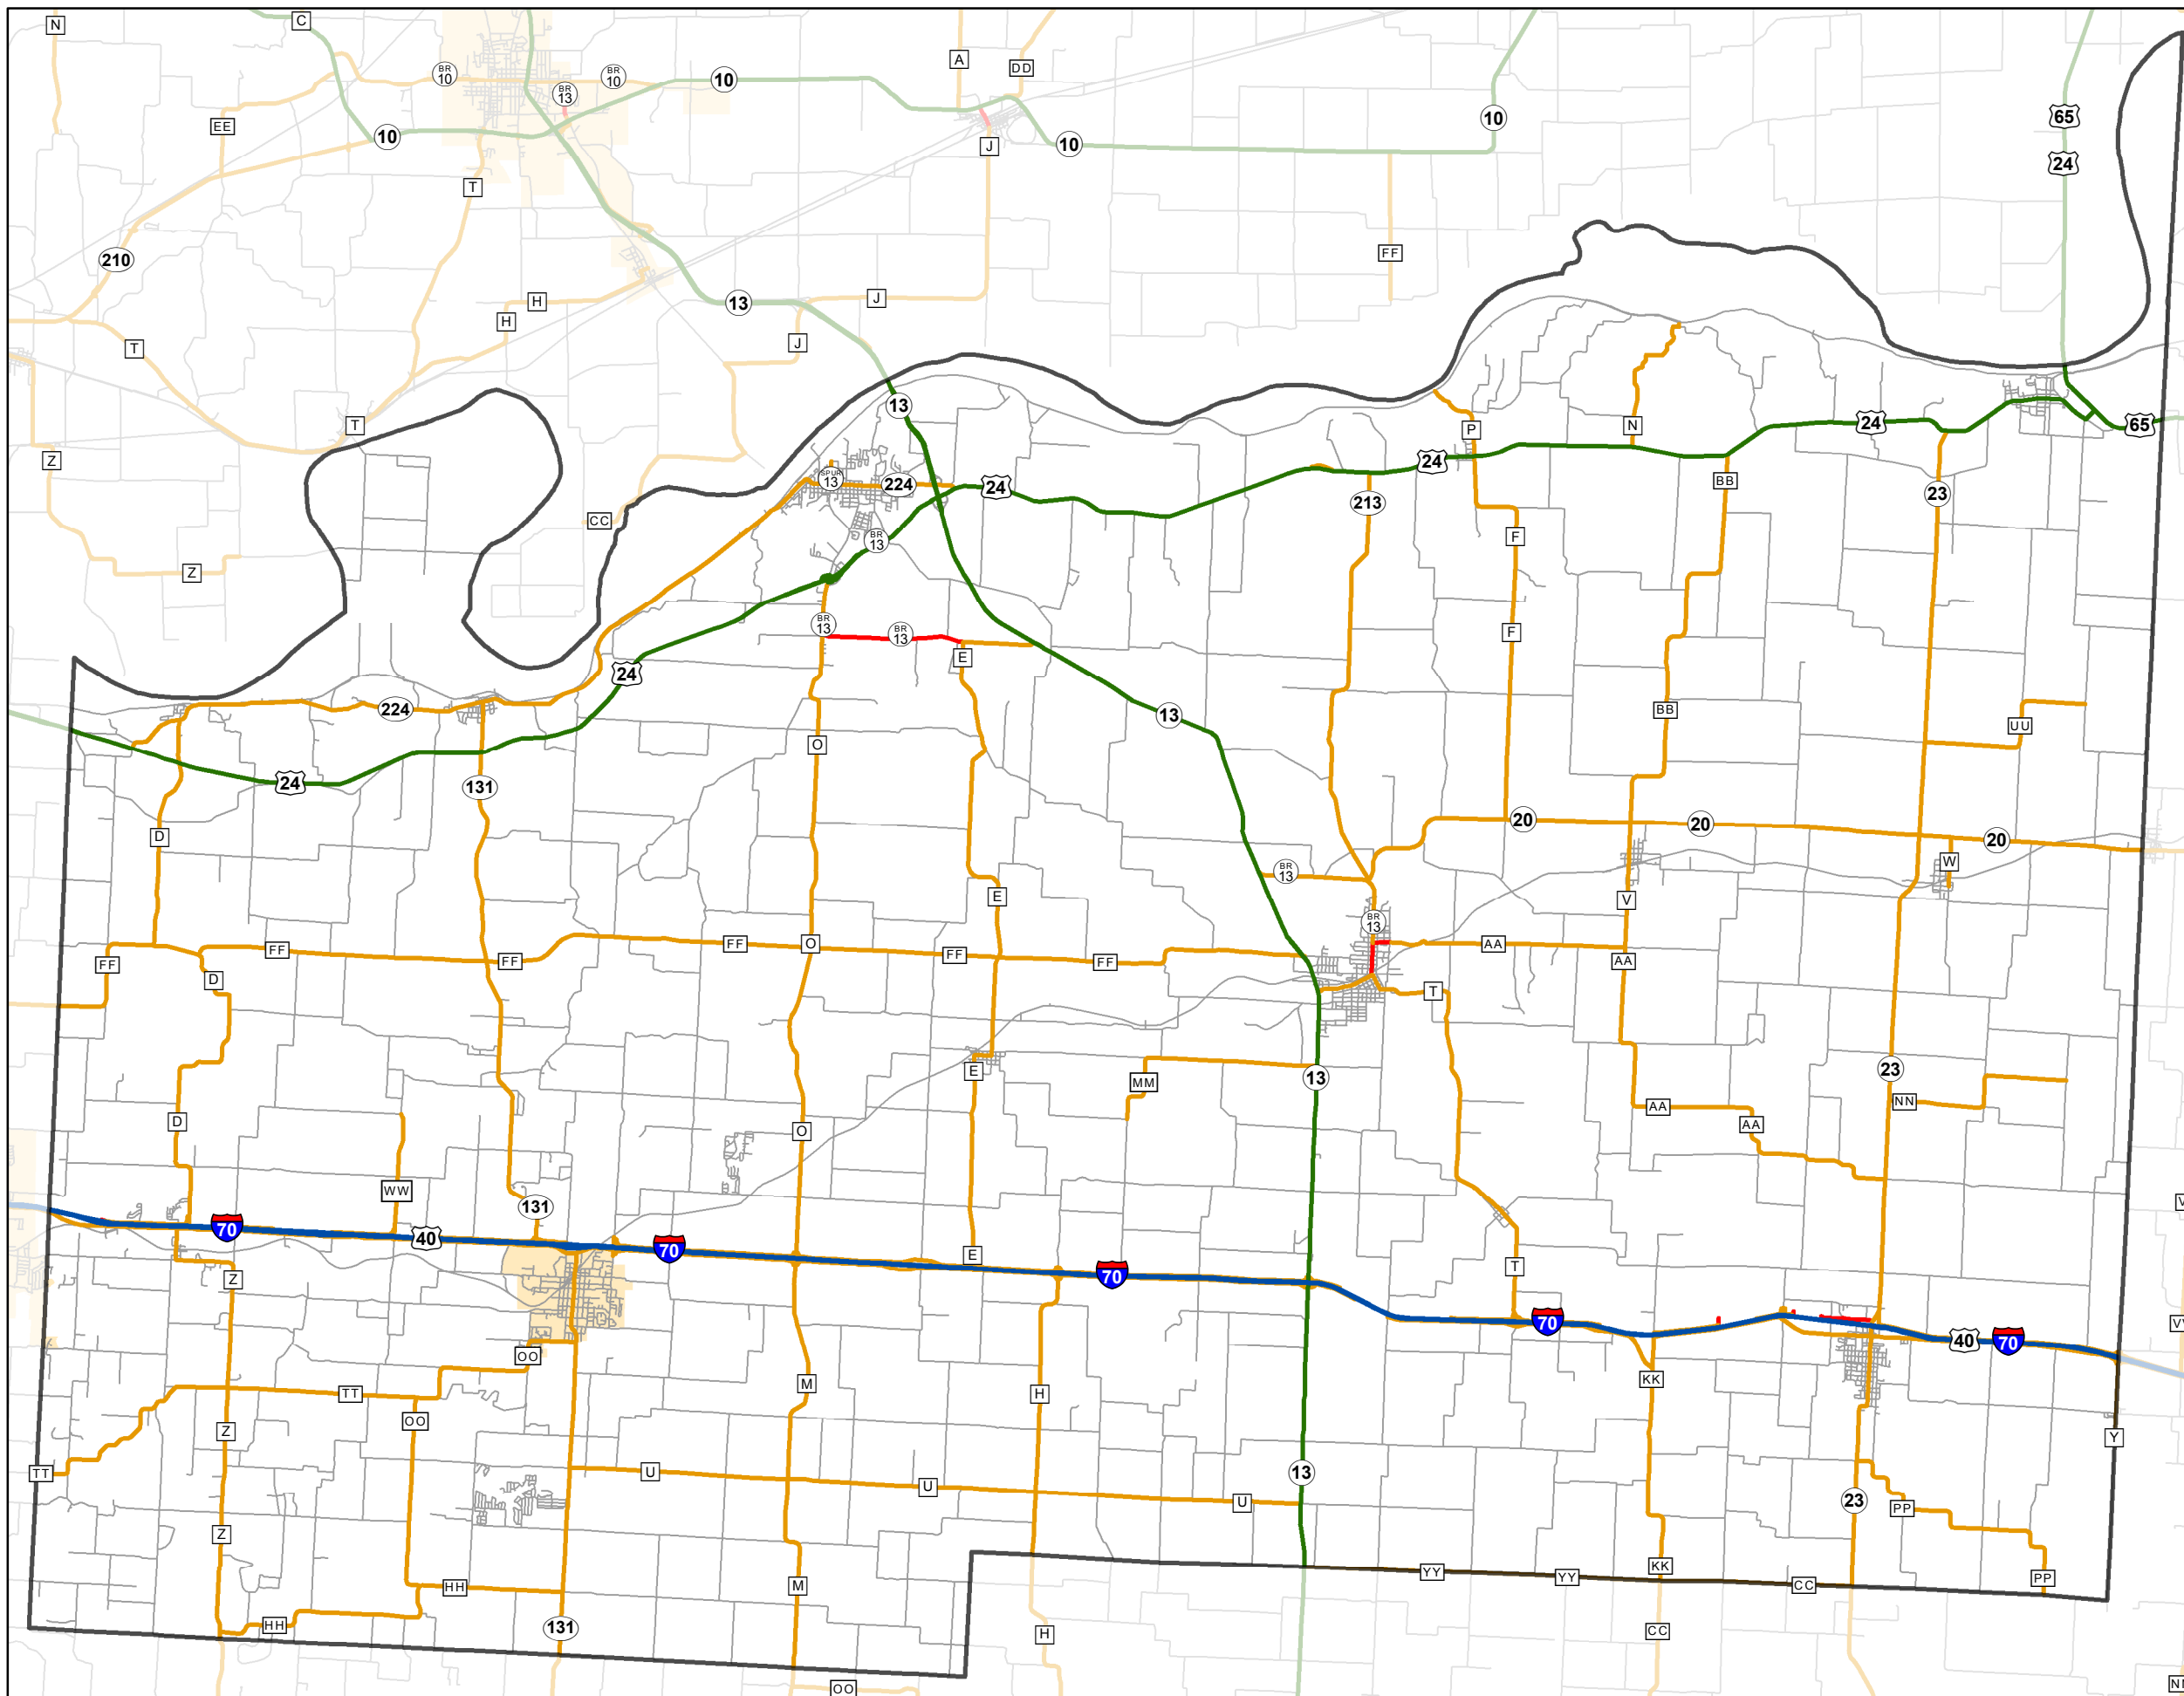 N
C
A
DD
BR
10
BR
10
10
BR
13
65
EE
10
10
J
10
24
T
210
FF
H
J
13
H
T
J
13
T
P
N
24
65
Z
24
SPUR
13
224
24
BB
23
213
CC
BR
13
F
Z
BR
13
BR
13
F
E
24
224
13
BB
UU
O
24
131
20
20
D
20
W
BR
13
E
V
BR
13
FF
FF
O
AA
FF
FF
FF
FF
AA
D
T
23
E
13
MM
NN
AA
D
AA
O
WW
131
70
40
70
E
T
70
Z
70
40
70
OO
KK
M
TT
H
OO
Z
Y
TT
U
13
U
23
U
PP
Z
KK
YY
YY
PP
CC
HH
M
HH
131
CC
H
OO